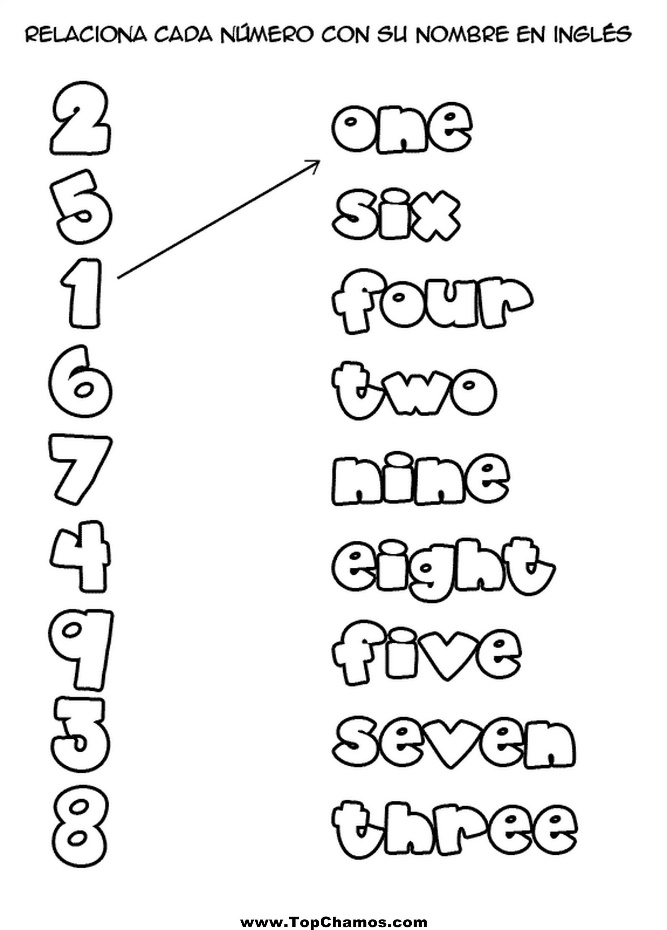 RELACIONA CADA NÚMERO CON SU NOMBRE EN INGLÉS
2 one
5 six
1 four
6 two
7 nine
4 eight
9 five
3 seven
8 three
www.TopChamos.com